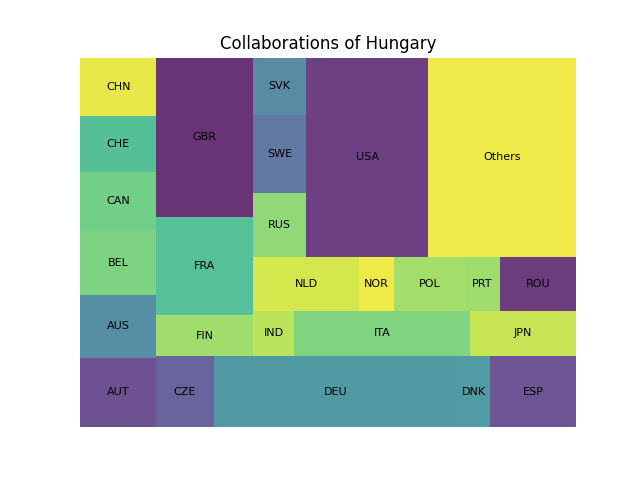 Collaborations of Hungary
CHN
GBR
SVK
USA
Others
CHE
SWE
CAN
RUS
BEL
FRA
NLD
NOR
POL
PRT
ROU
AUS
FIN
IND
ITA
JPN
AUT
CZE
DEU
DNK
ESP